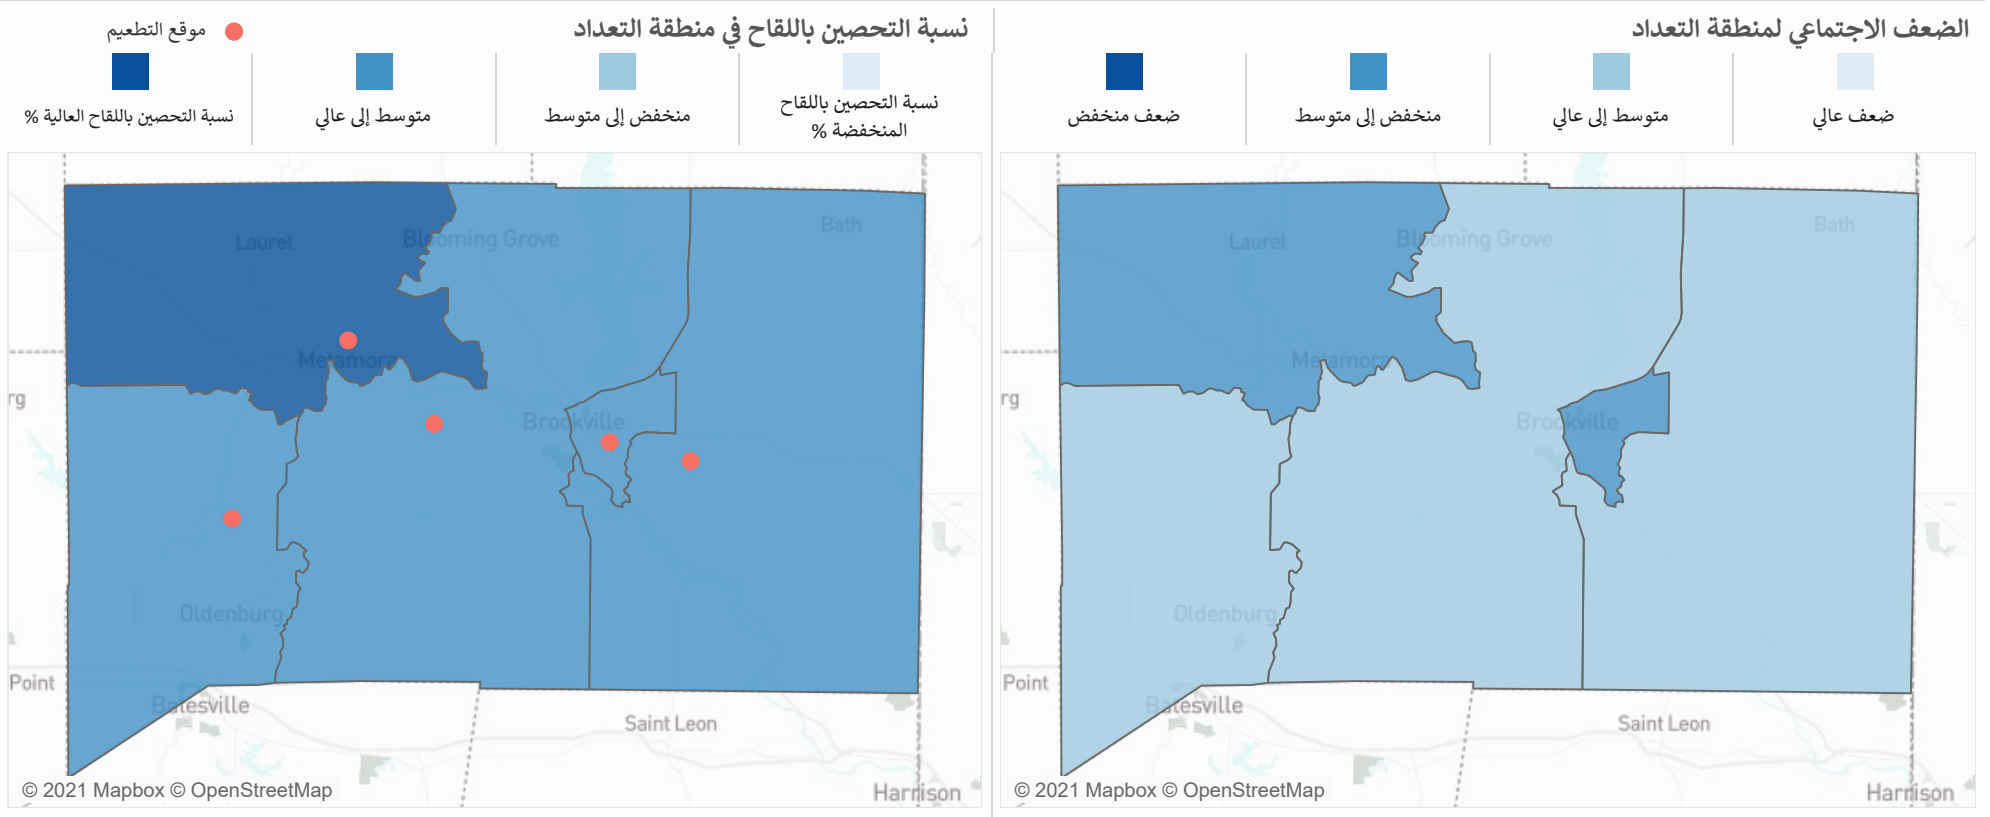 الضعف الاجتماعي لمنطقة التعداد
ضعف عالي
متوسط إلى عالي
منخفض إلى متوسط
ضعف منخفض
Bath
Laurel
Blooming Grove
Metamora
rg
Brockville
Oldenburg
Point
Batesville
Saint Leon
© 2021 Mapbox © OpenStreetMap
Harrison
نسبة التحصين باللقاح في منطقة التعداد
موقع التطعيم
نسبة التحصين باللقاح
المنخفضة %
منخفض إلى متوسط
متوسط إلى عالي
نسبة التحصين باللقاح العالية %
Bath
Laurel
Blooming Grove
Metamora
rg
Brockville
Oldenburg
Point
Batesville
Saint Leon
© 2021 Mapbox © OpenStreetMap
Harrison